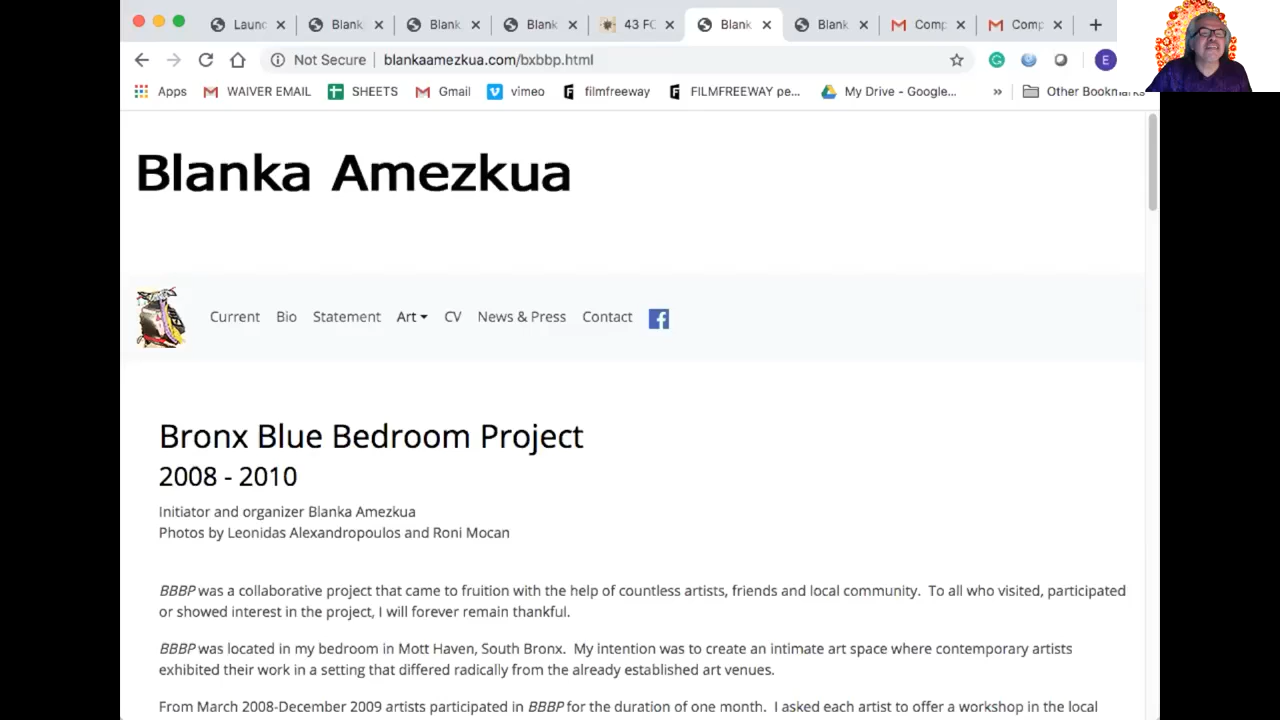 Launc
Blank
Blank
Blank
43 FC
Blank
Blank
Comp
Comp
Not Secure
blankaamezkua.com/bxbbp.html
E
Apps
WAIVER EMAIL
SHEETS
Gmail
vimeo
filmfreeway
FILMFREEWAY pe...
My Drive - Google...
»
Other Bookmarks
Blanka Amezkua
Current
Bio
Statement
Art
CV
News & Press
Contact
Bronx Blue Bedroom Project
2008 - 2010
Initiator and organizer Blanka Amezkua
Photos by Leonidas Alexandropoulos and Roni Mocan
BBBP was a collaborative project that came to fruition with the help of countless artists, friends and local community. To all who visited, participated
or showed interest in the project, I will forever remain thankful.
BBBP was located in my bedroom in Mott Haven, South Bronx. My intention was to create an intimate art space where contemporary artists
exhibited their work in a setting that differed radically from the already established art venues.
From March 2008-December 2009 artists participated in BBBP for the duration of one month. I asked each artist to offer a workshop in the local